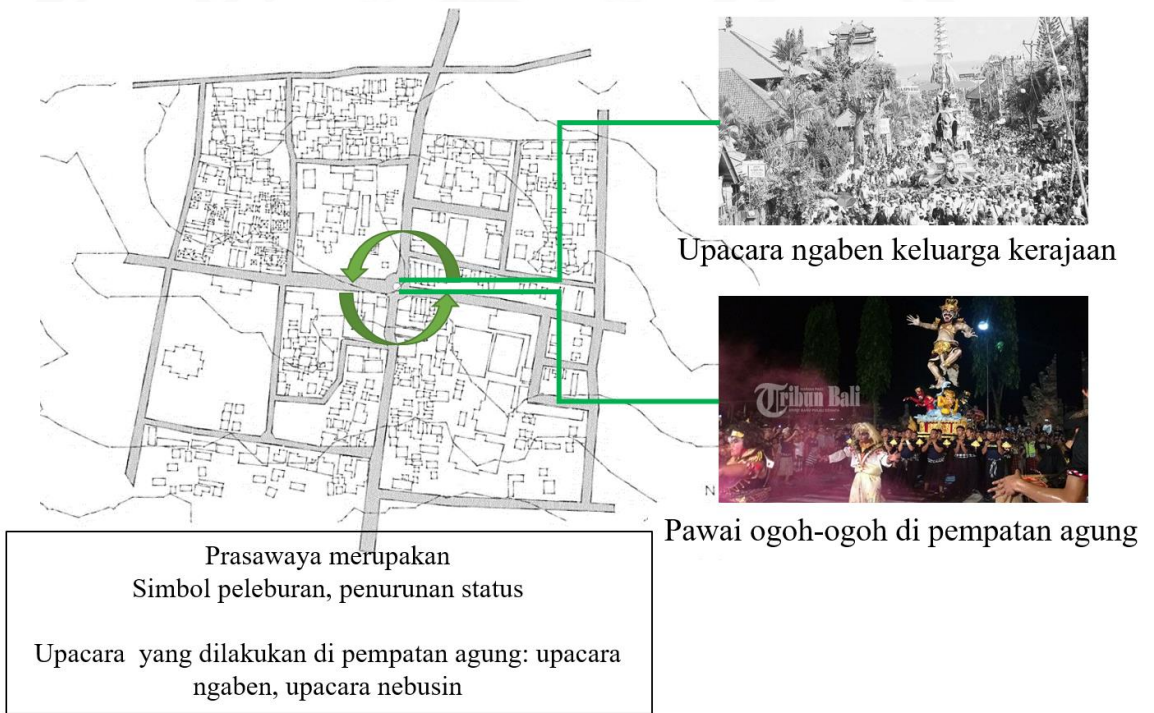 Upacara ngaben keluarga kerajaan
Tribun Bali
N
Pawai ogoh-ogoh di pempatan agung
Prasawaya merupakan
Simbol peleburan, penurunan status
Upacara yang dilakukan di pempatan agung: upacara
ngaben, upacara nebusin